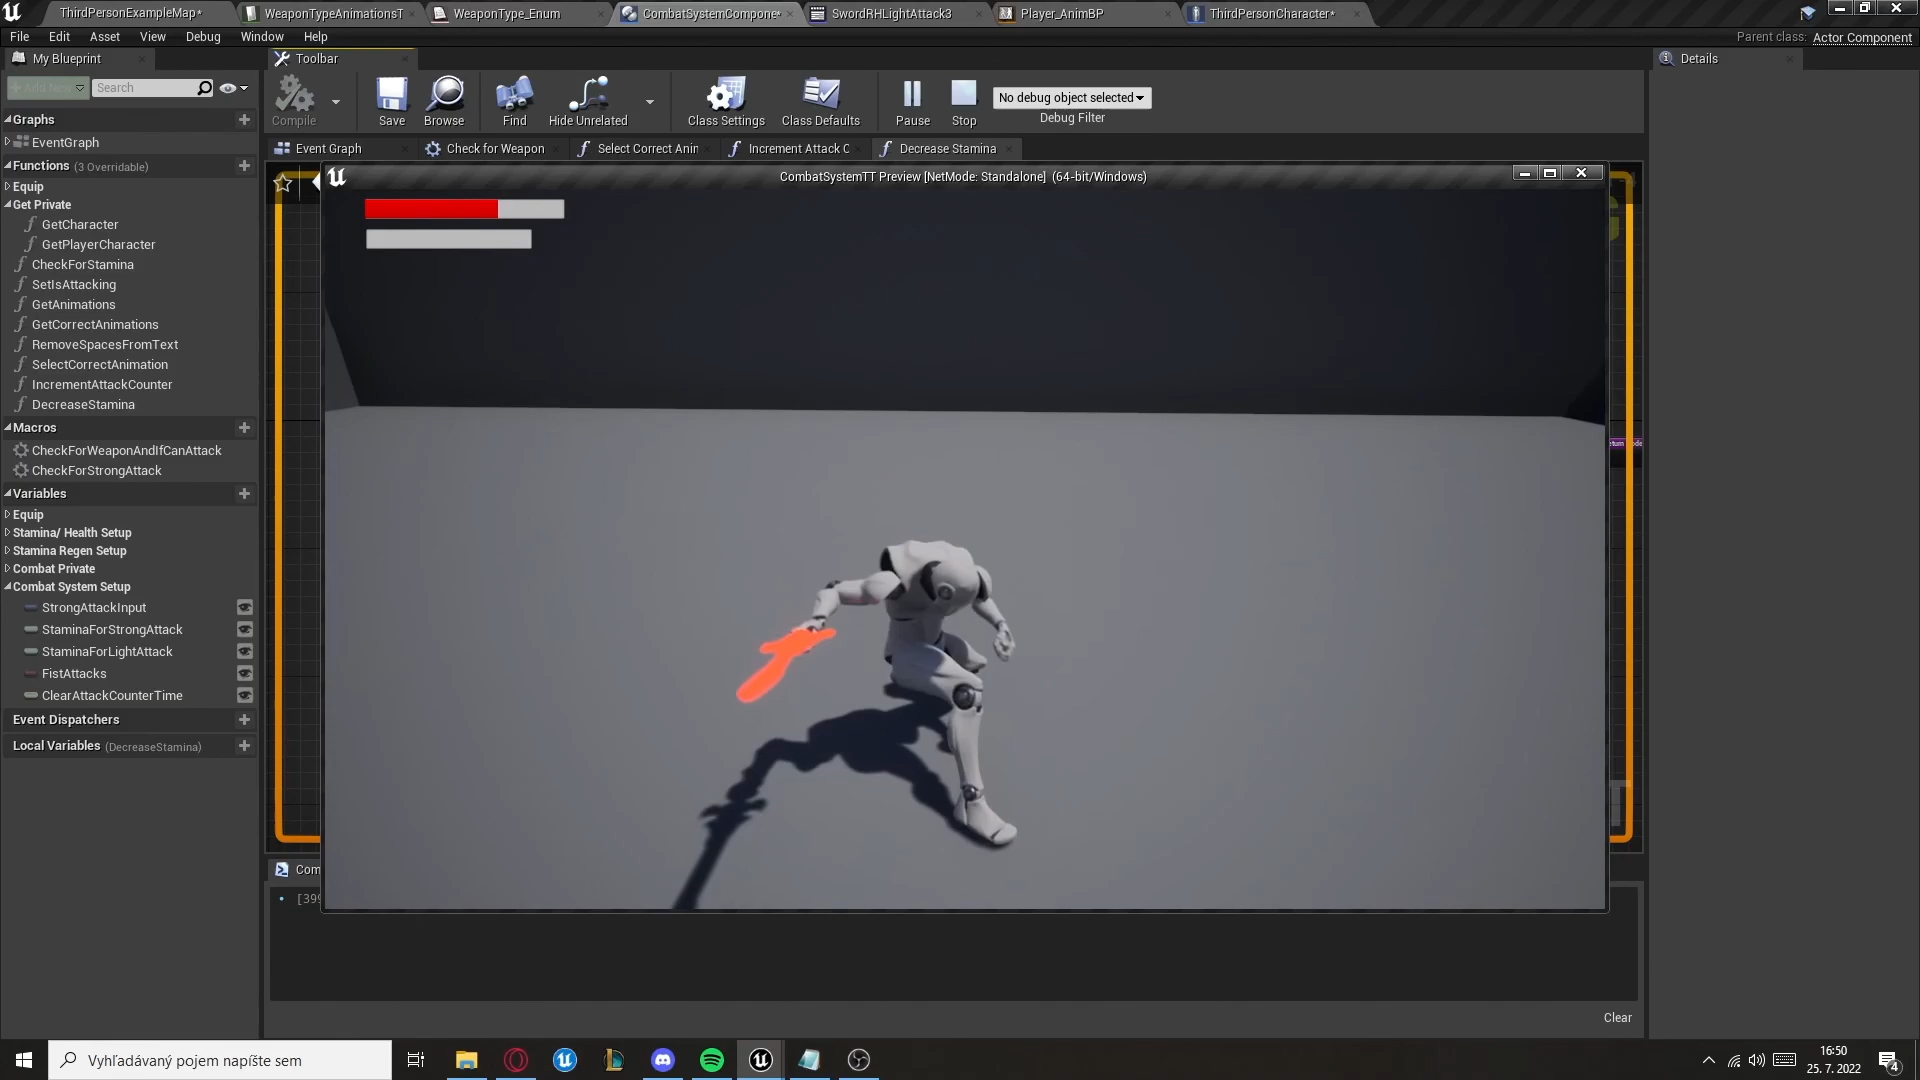 ThirdPersonExampleMap*
WeaponTypeAnimationsT
WeaponType_Enum
CombatSystemCompone*
SwordRHLightAttack3
Player_AnimBP
ThirdPersonCharacter*
File Edit Asset View Debug Window Help
Parent class: Actor Component
My Blueprint
Toolbar
Details
Add New
Search
Compile
Save
Browse
Find
Hide Unrelated
Class Settings
Class Defaults
Pause
Stop
No debug object selected
Debug Filter
Event Graph
Check for Weapon
Select Correct Anin
Increment Attack C
Decrease Stamina
CombatSystemTT Preview [NetMode: Standalone] (64-bit/Windows)
Graphs
EventGraph
Functions (3 Overridable)
Equip
Get Private
GetCharacter
GetPlayerCharacter
CheckForStamina
SetIsAttacking
GetAnimations
GetCorrectAnimations
RemoveSpacesFromText
SelectCorrectAnimation
IncrementAttackCounter
DecreaseStamina
Macros
CheckForWeaponAndIfCanAttack
CheckForStrongAttack
Variables
Equip
Stamina/ Health Setup
Stamina Regen Setup
Combat Private
Combat System Setup
StrongAttackInput
StaminaForStrongAttack
StaminaForLightAttack
FistAttacks
ClearAttackCounterTime
Event Dispatchers
Local Variables (DecreaseStamina)
Com
[399
Clear
Vyhľadávaný pojem napíšte sem
16:50
25. 7. 2022
4